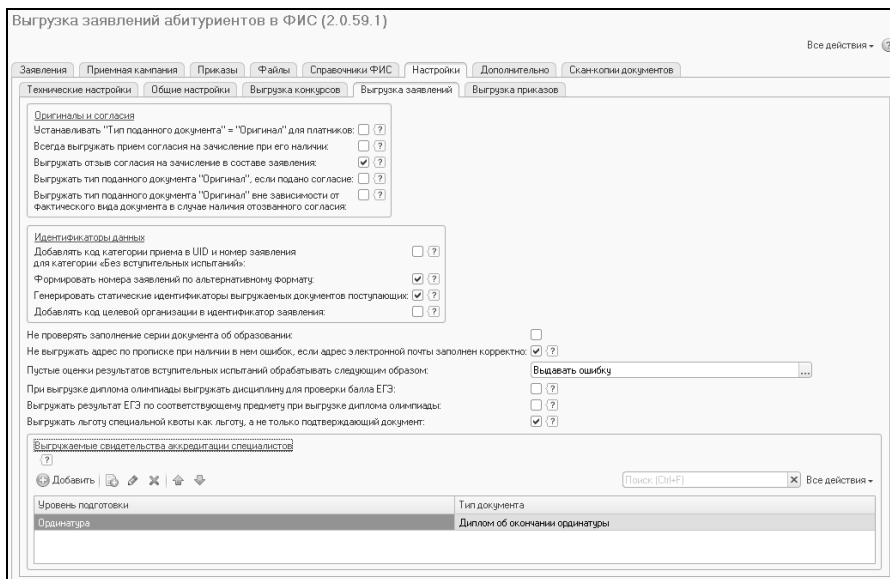 Выгрузка заявлений абитуриентов в ФИС (2.0.59.1)
Все действия
Заявления Приемная кампания Приказы Файлы Справочники ФИС Настройки Дополнительно Скан-копии документов
Технические настройки Общие настройки Выгрузка конкурсов Выгрузка заявлений Выгрузка приказов
Оригиналы и согласия
Устанавливать "Тип поданного документа" = "Оригинал" для платников: ?
Всегда выгружать прием согласия на зачисление при его наличии: ?
Выгружать отзыв согласия на зачисление в составе заявления: ?
Выгружать тип поданного документа "Оригинал", если подано согласие: ?
Выгружать тип поданного документа "Оригинал" вне зависимости от ?
фактического вида документа в случае наличия отозванного согласия:
Идентификаторы данных
Добавлять код категории приема в UID и номер заявления ?
для категории «Без вступительных испытаний»:
Формировать номера заявлений по альтернативному формату: ?
Генерировать статические идентификаторы выгружаемых документов поступающих: ?
Добавлять код целевой организации в идентификатор заявления: ?
Не проверять заполнение серии документа об образовании:
Не выгружать адрес по прописке при наличии в нем ошибок, если адрес электронной почты заполнен корректно: ?
Пустые оценки результатов вступительных испытаний обрабатывать следующим образом: Выдавать ошибку ...
При выгрузке диплома олимпиады выгружать дисциплину для проверки балла ЕГЭ: ?
Выгружать результат ЕГЭ по соответствующему предмету при выгрузке диплома олимпиады: ?
Выгружать льготу специальной квоты как льготу, а не только подтверждающий документ: ?
Выгружаемые свидетельства аккредитации специалистов
?
Добавить Поиск (Ctrl+F) Все действия
Уровень подготовки Тип документа
Ординатура Диплом об окончании ординатуры